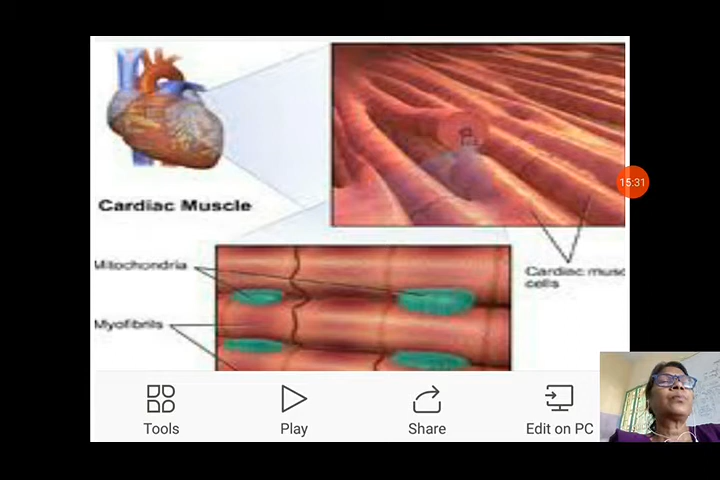 15:31
Cardiac Muscle
Cardiac musc
cells
Mitochondria
Myofibrils
Tools
Play
Share
Edit on PC